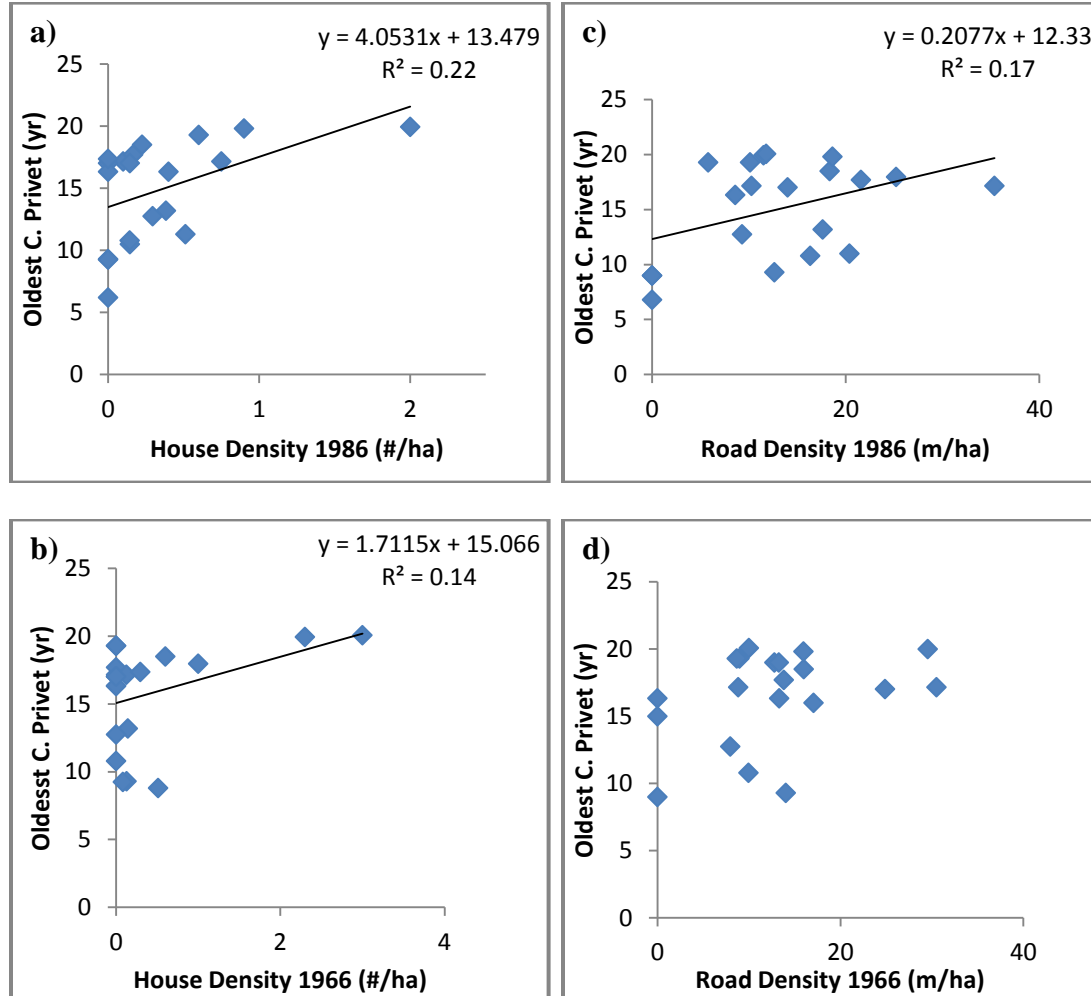 a)
y = 4.0531x + 13.479
R² = 0.22
25
20
15
10
5
0
0 1 2
Oldest C. Privet (yr)
House Density 1986 (#/ha)
c)
y = 0.2077x + 12.33
R² = 0.17
25
20
15
10
5
0
0 20 40
Oldest C. Privet (yr)
Road Density 1986 (m/ha)
b)
y = 1.7115x + 15.066
R² = 0.14
25
20
15
10
5
0
0 2 4
Oldesst C. Privet (yr)
House Density 1966 (#/ha)
d)
25
20
15
10
5
0
0 20 40
Oldest C. Privet (yr)
Road Density 1966 (m/ha)